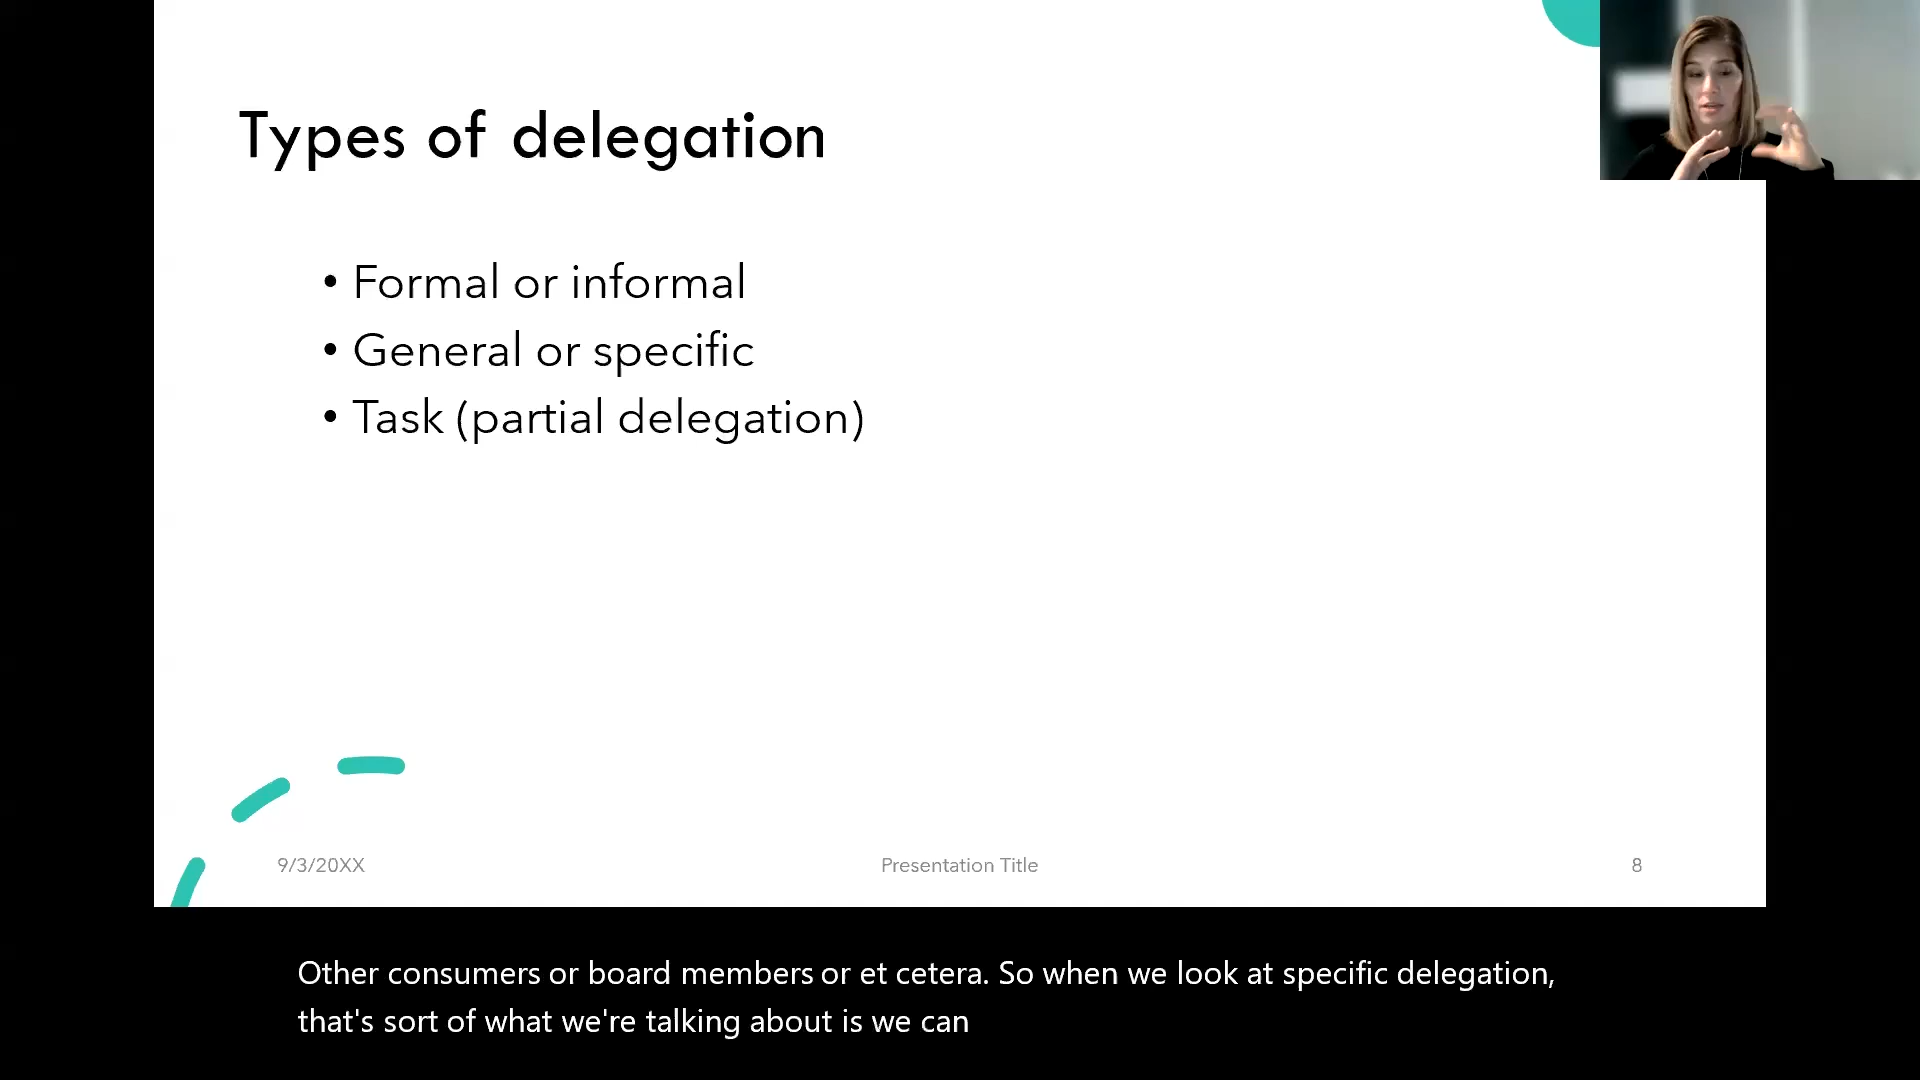 Types of delegation
• Formal or informal
• General or specific
• Task (partial delegation)
9/3/20XX
Presentation Title
8
Other consumers or board members or et cetera. So when we look at specific delegation,
that's sort of what we're talking about is we can